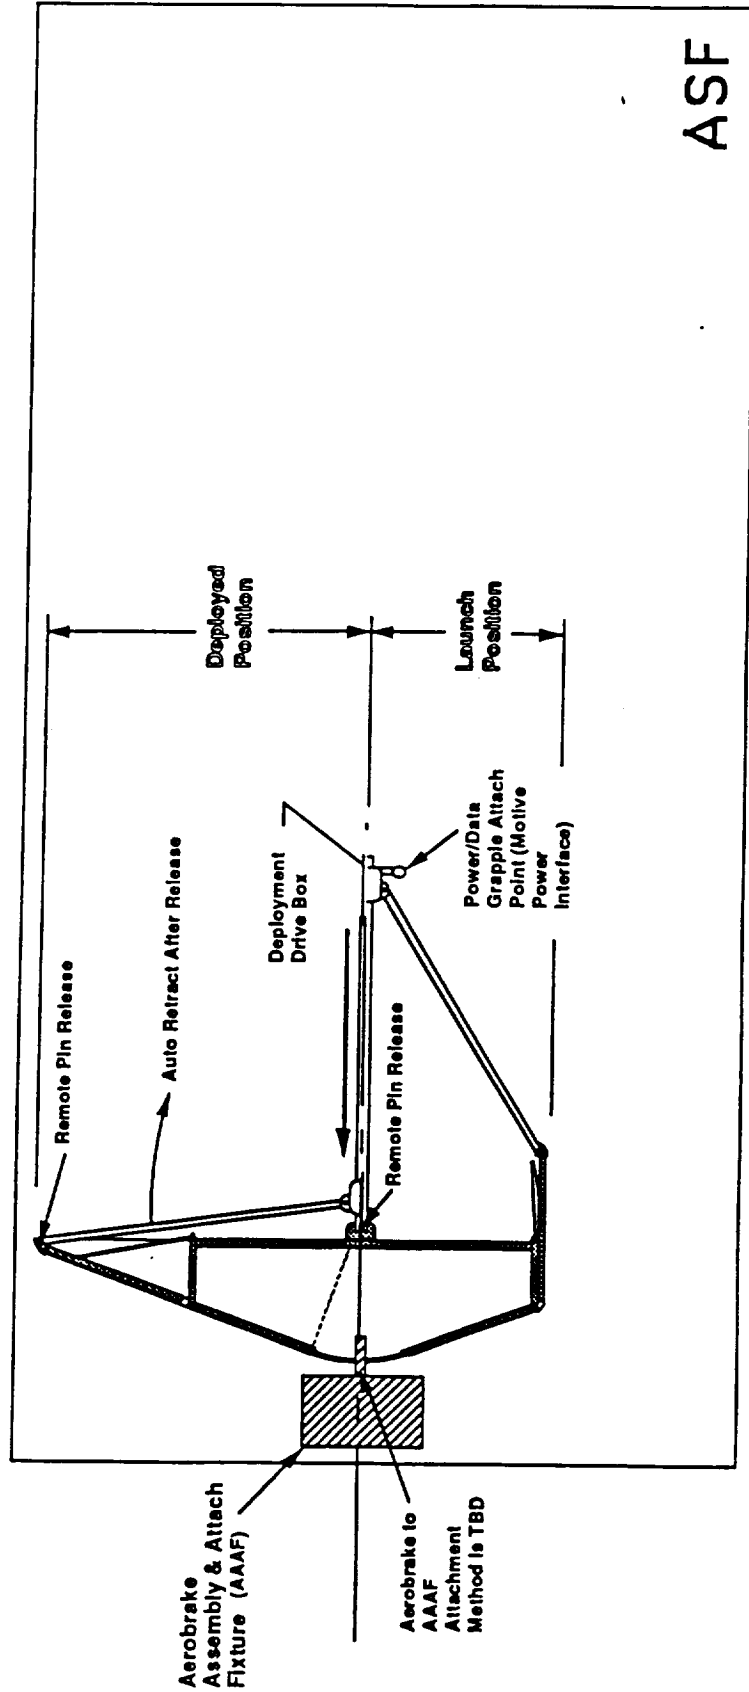 ASF
Deployed
Position
Launch
Position
Remote Pin Release
Auto Retract After Release
Deployment
Drive Box
Power/Data
Grapple Attach
Point (Motive
Power
Interface)
Remote Pin Release
Aerobrake
Assembly & Attach
Fixture (AAAF)
Aerobrake to
AAAF
Attachment
Method is TBD